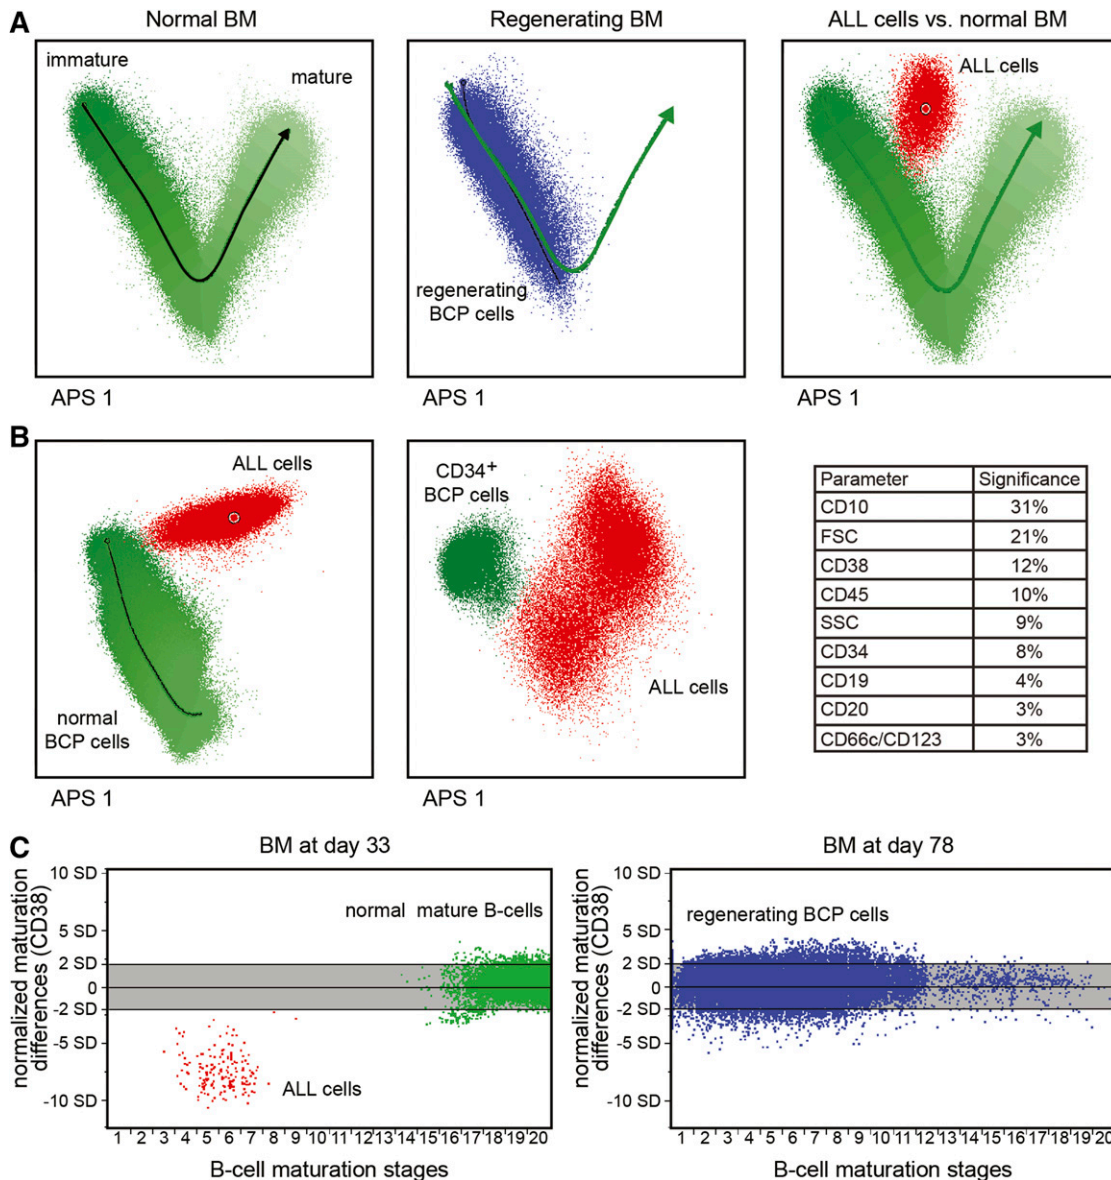 A
Normal BM
Regenerating BM
ALL cells vs. normal BM
immature
mature
regenerating
BCP cells
ALL cells
APS 1
APS 1
APS 1
B
ALL cells
normal
BCP cells
CD34+
BCP cells
ALL cells
Parameter Significance
CD10 31%
FSC 21%
CD38 12%
CD45 10%
SSC 9%
CD34 8%
CD19 4%
CD20 3%
CD66c/CD123 3%
APS 1
APS 1
C
BM at day 33
normalized maturation
differences (CD38)
10 SD
5 SD
2 SD
0
-2 SD
-5 SD
-10 SD
normal mature B-cells
ALL cells
1 2 3 4 5 6 7 8 9 10 11 12 13 14 15 16 17 18 19 20
B-cell maturation stages
BM at day 78
normalized maturation
differences (CD38)
10 SD
5 SD
2 SD
0
-2 SD
-5 SD
-10 SD
regenerating BCP cells
1 2 3 4 5 6 7 8 9 10 11 12 13 14 15 16 17 18 19 20
B-cell maturation stages